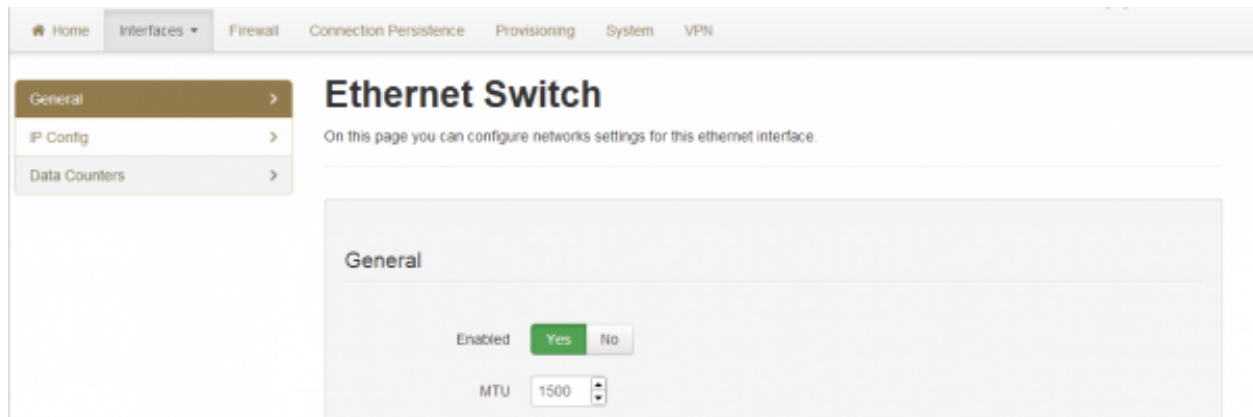 Home Interfaces Firewall Connection Persistence Provisioning System VPN
General
IP Config
Data Counters
Ethernet Switch
On this page you can configure networks settings for this ethernet interface.
General
Enabled Yes No
MTU 1500